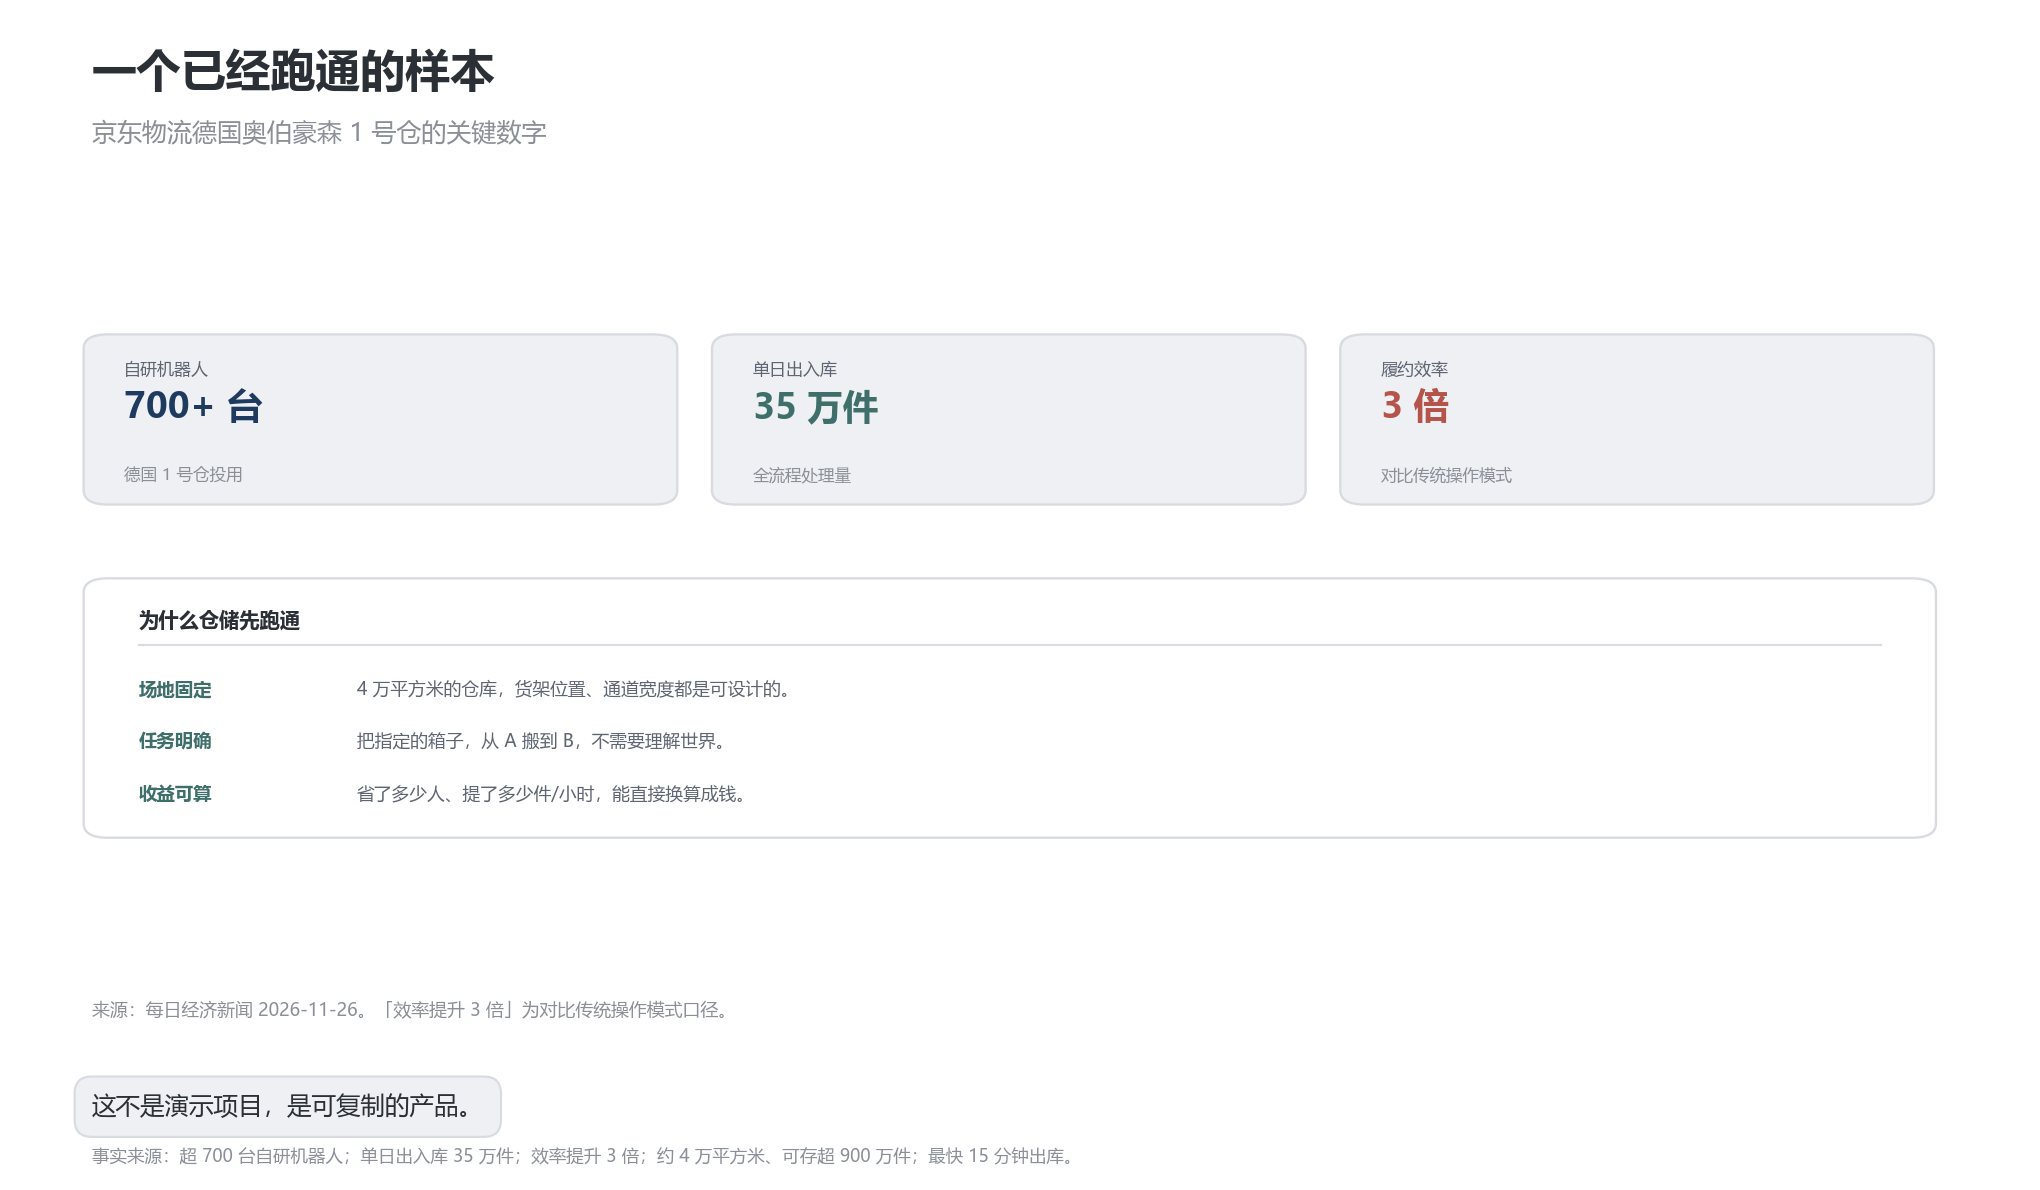 一个已经跑通的样本
京东物流德国奥伯豪森 1 号仓的关键数字
自研机器人
700+ 台
德国 1 号仓投用
单日出入库
35 万件
全流程处理量
履约效率
3 倍
对比传统操作模式
为什么仓储先跑通
场地固定
4 万平方米的仓库，货架位置、通道宽度都是可设计的。
任务明确
把指定的箱子，从 A 搬到 B，不需要理解世界。
收益可算
省了多少人、提了多少件/小时，能直接换算成钱。
来源：每日经济新闻 2026-11-26。「效率提升 3 倍」为对比传统操作模式口径。
这不是演示项目，是可复制的产品。
事实来源：超 700 台自研机器人；单日出入库 35 万件；效率提升 3 倍；约 4 万平方米、可存超 900 万件；最快 15 分钟出库。